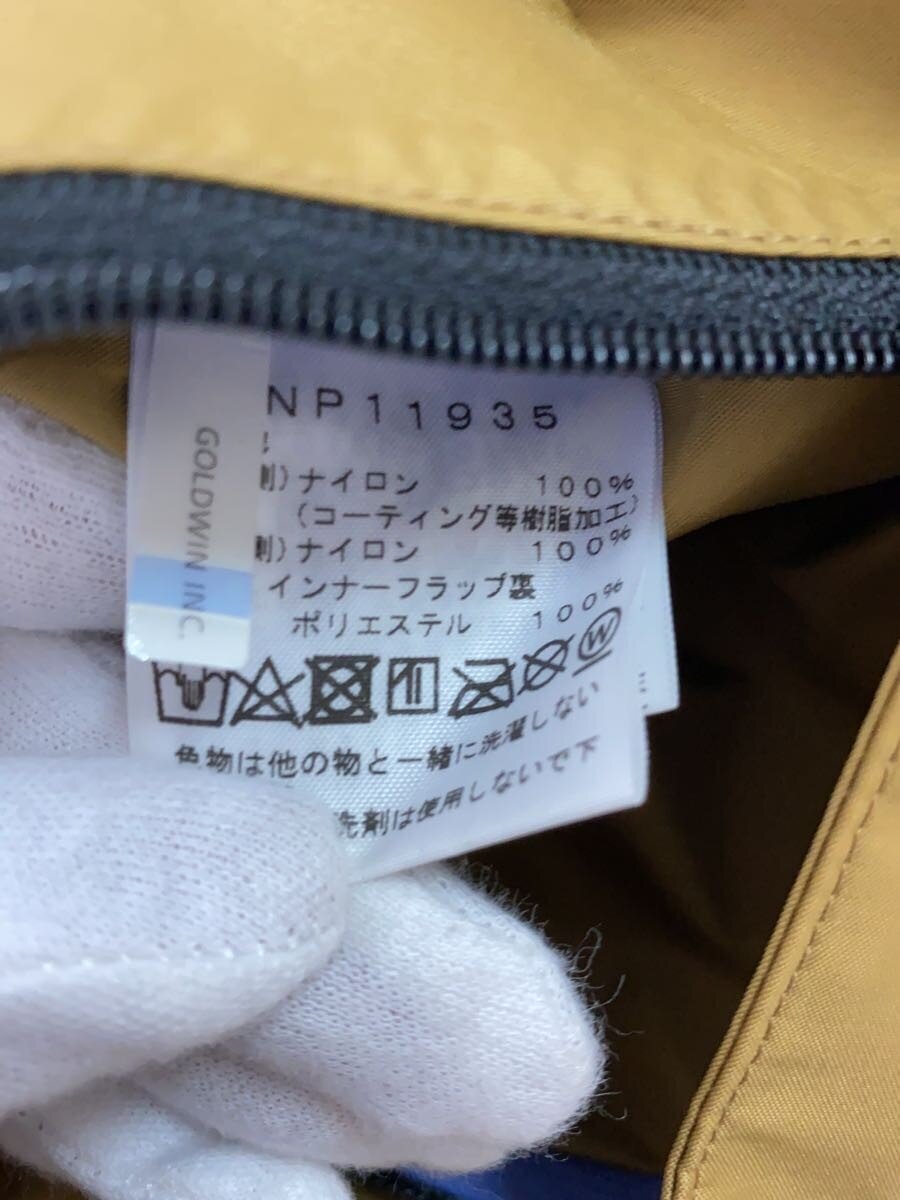 GOLDWIN INC.
NP11935
ナイロン 100%
(コーティング等樹脂加工)
ナイロン 100%
インナーフラップ裏
ポリエステル 100%
W
色物は他の物と一緒に洗濯しない
洗剤は使用しないで下